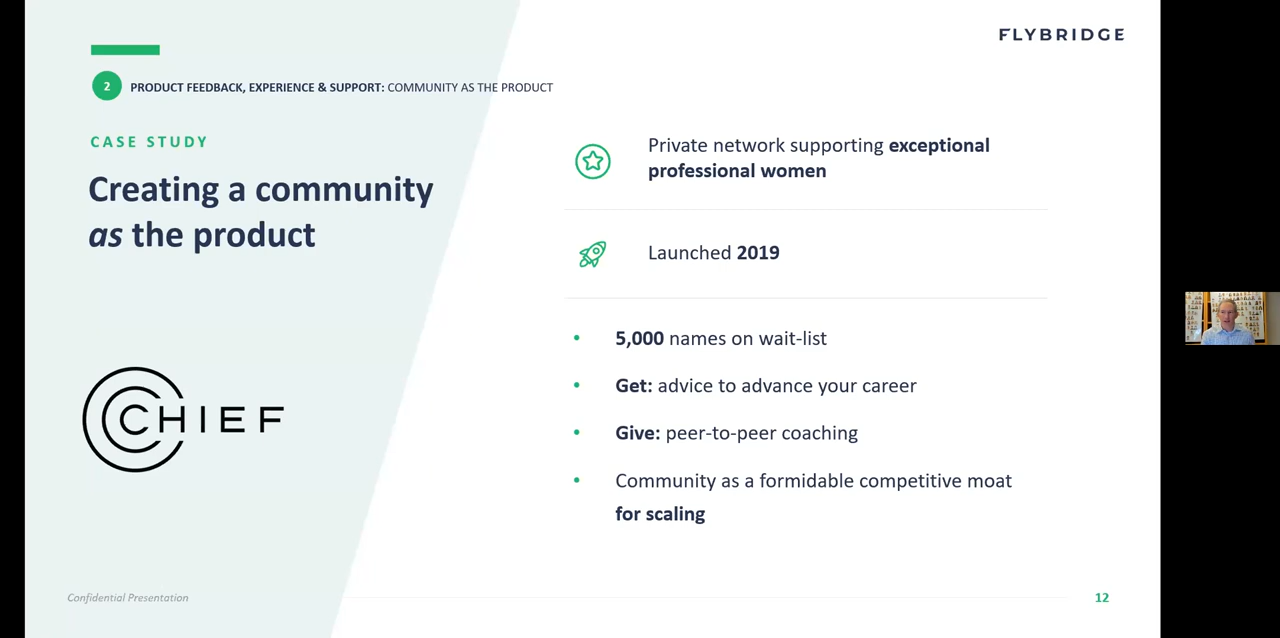 FLYBRIDGE
2
PRODUCT FEEDBACK, EXPERIENCE & SUPPORT: COMMUNITY AS THE PRODUCT
CASE STUDY
Creating a community
as the product
CHIEF
Private network supporting exceptional
professional women
Launched 2019
• 5,000 names on wait-list
• Get: advice to advance your career
• Give: peer-to-peer coaching
• Community as a formidable competitive moat
for scaling
Confidential Presentation
12